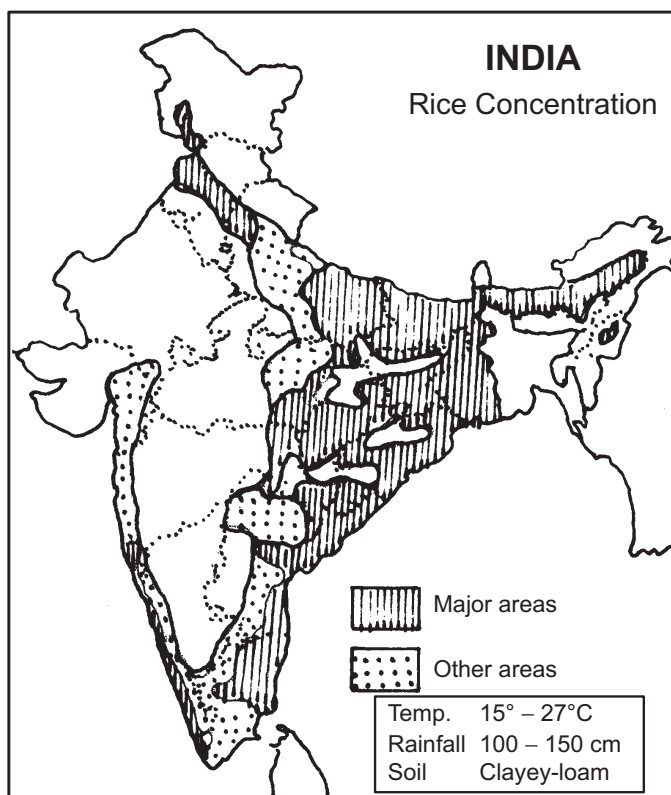 INDIA
Rice Concentration
Major areas
Other areas
Temp. 15° – 27°C
Rainfall 100 – 150 cm
Soil Clayey-loam